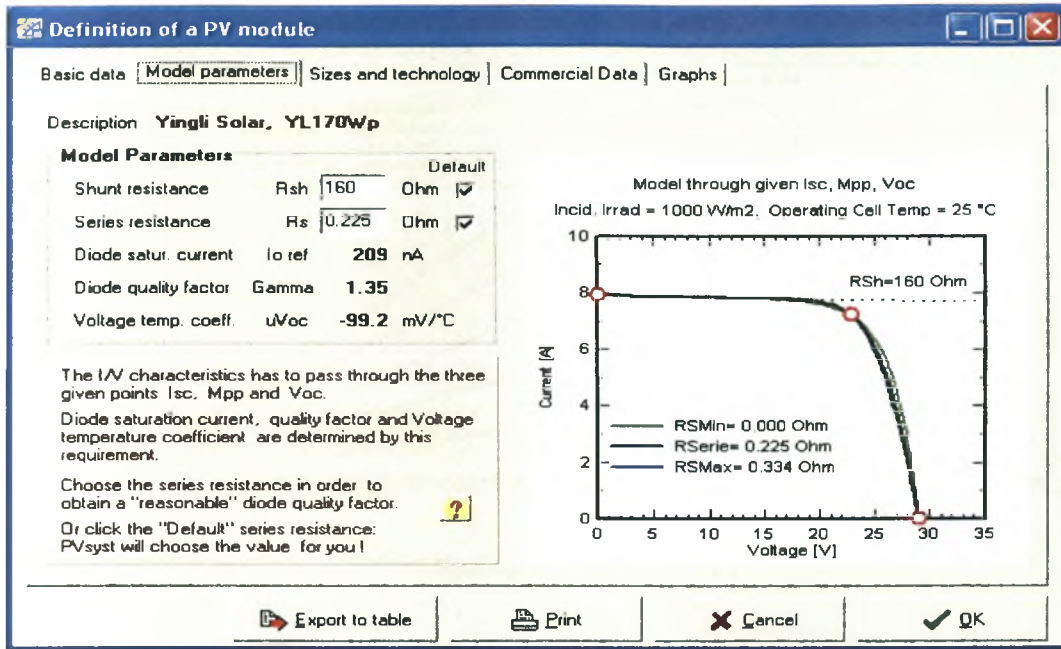 Definition of a PV module
Basic data Model parameters Sizes and technology Commercial Data Graphs
Description Yingli Solar, YL170Wp
Model Parameters
Default
Shunt resistance Rsh 160 Ohm
Series resistance Rs 0.225 Ohm
Diode satur. current Io ref 209 nA
Diode quality factor Gamma 1.35
Voltage temp. coeff. uVoc -99.2 mV/°C
The I/V characteristics has to pass through the three
given points Isc, Mpp and Voc.
Diode saturation current, quality factor and Voltage
temperature coefficient are determined by this
requirement.
Choose the series resistance in order to
obtain a "reasonable" diode quality factor.
?
Or click the "Default" series resistance:
PVsyst will choose the value for you !
Model through given Isc, Mpp, Voc
Incid. Irrad = 1000 W/m2. Operating Cell Temp = 25 °C
10
8
6
4
2
0
Current [A]
RSh=160 Ohm
RSMin= 0.000 Ohm
RSerie= 0.225 Ohm
RSMax= 0.334 Ohm
0 5 10 15 20 25 30 35
Voltage [V]
Export to table Print Cancel OK